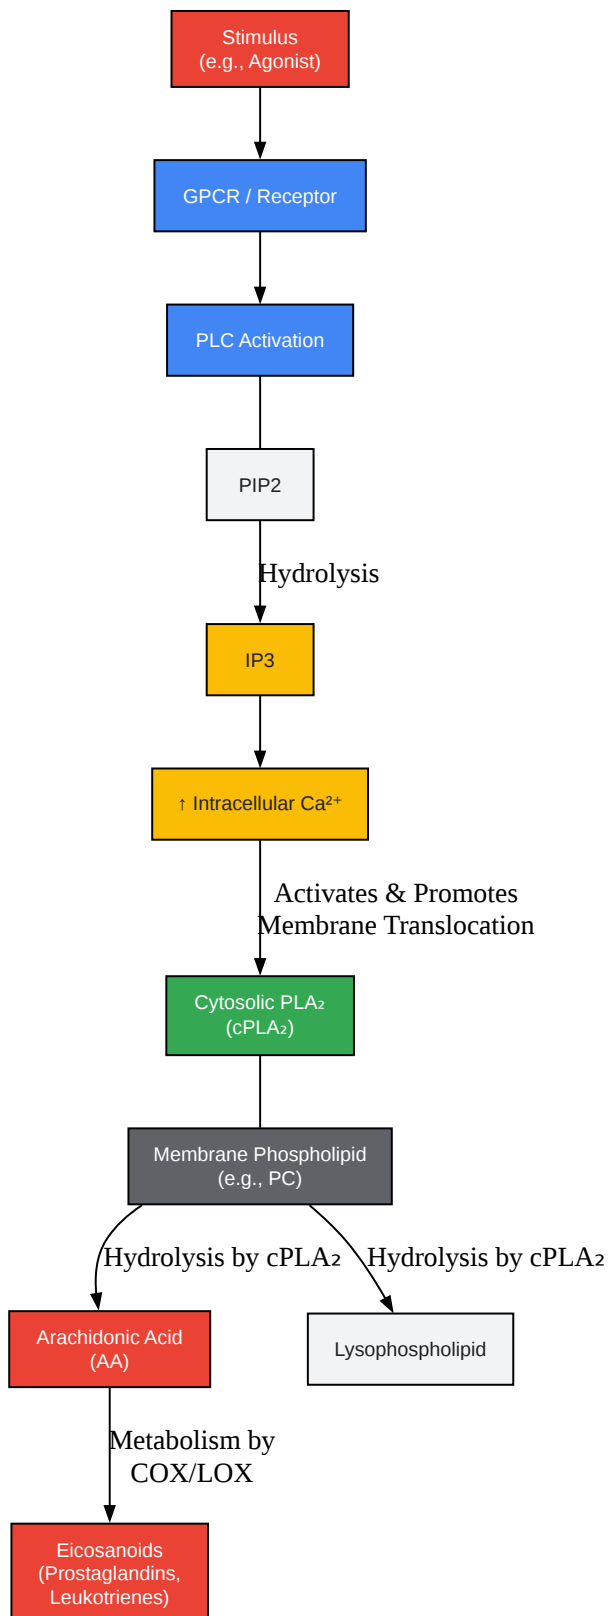 Stimulus
(e.g., Agonist)
GPCR / Receptor
PLC Activation
PIP2
Hydrolysis
IP3
↑ Intracellular Ca²⁺
Activates & Promotes
Membrane Translocation
Cytosolic PLA₂
(cPLA₂)
Membrane Phospholipid
(e.g., PC)
Hydrolysis by cPLA₂
Hydrolysis by cPLA₂
Arachidonic Acid
(AA)
Lysophospholipid
Metabolism by
COX/LOX
Eicosanoids
(Prostaglandins,
Leukotrienes)